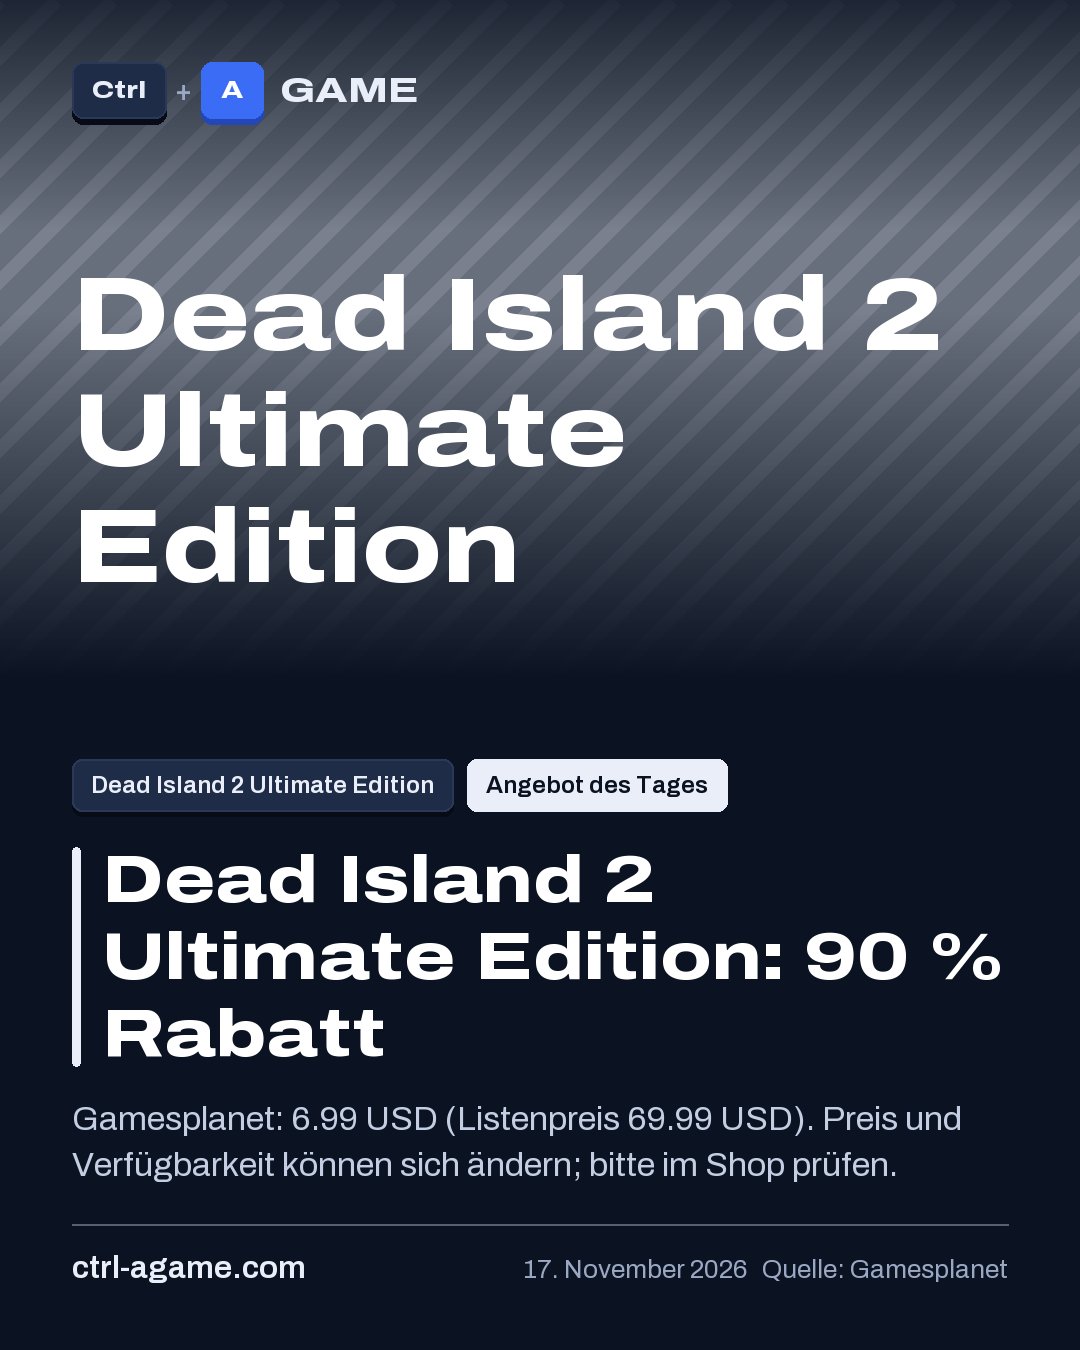 Ctrl + A GAME
Dead Island 2
Ultimate
Edition
Dead Island 2 Ultimate Edition
Angebot des Tages
Dead Island 2
Ultimate Edition: 90 %
Rabatt
Gamesplanet: 6.99 USD (Listenpreis 69.99 USD). Preis und
Verfügbarkeit können sich ändern; bitte im Shop prüfen.
ctrl-agame.com
17. November 2026 Quelle: Gamesplanet